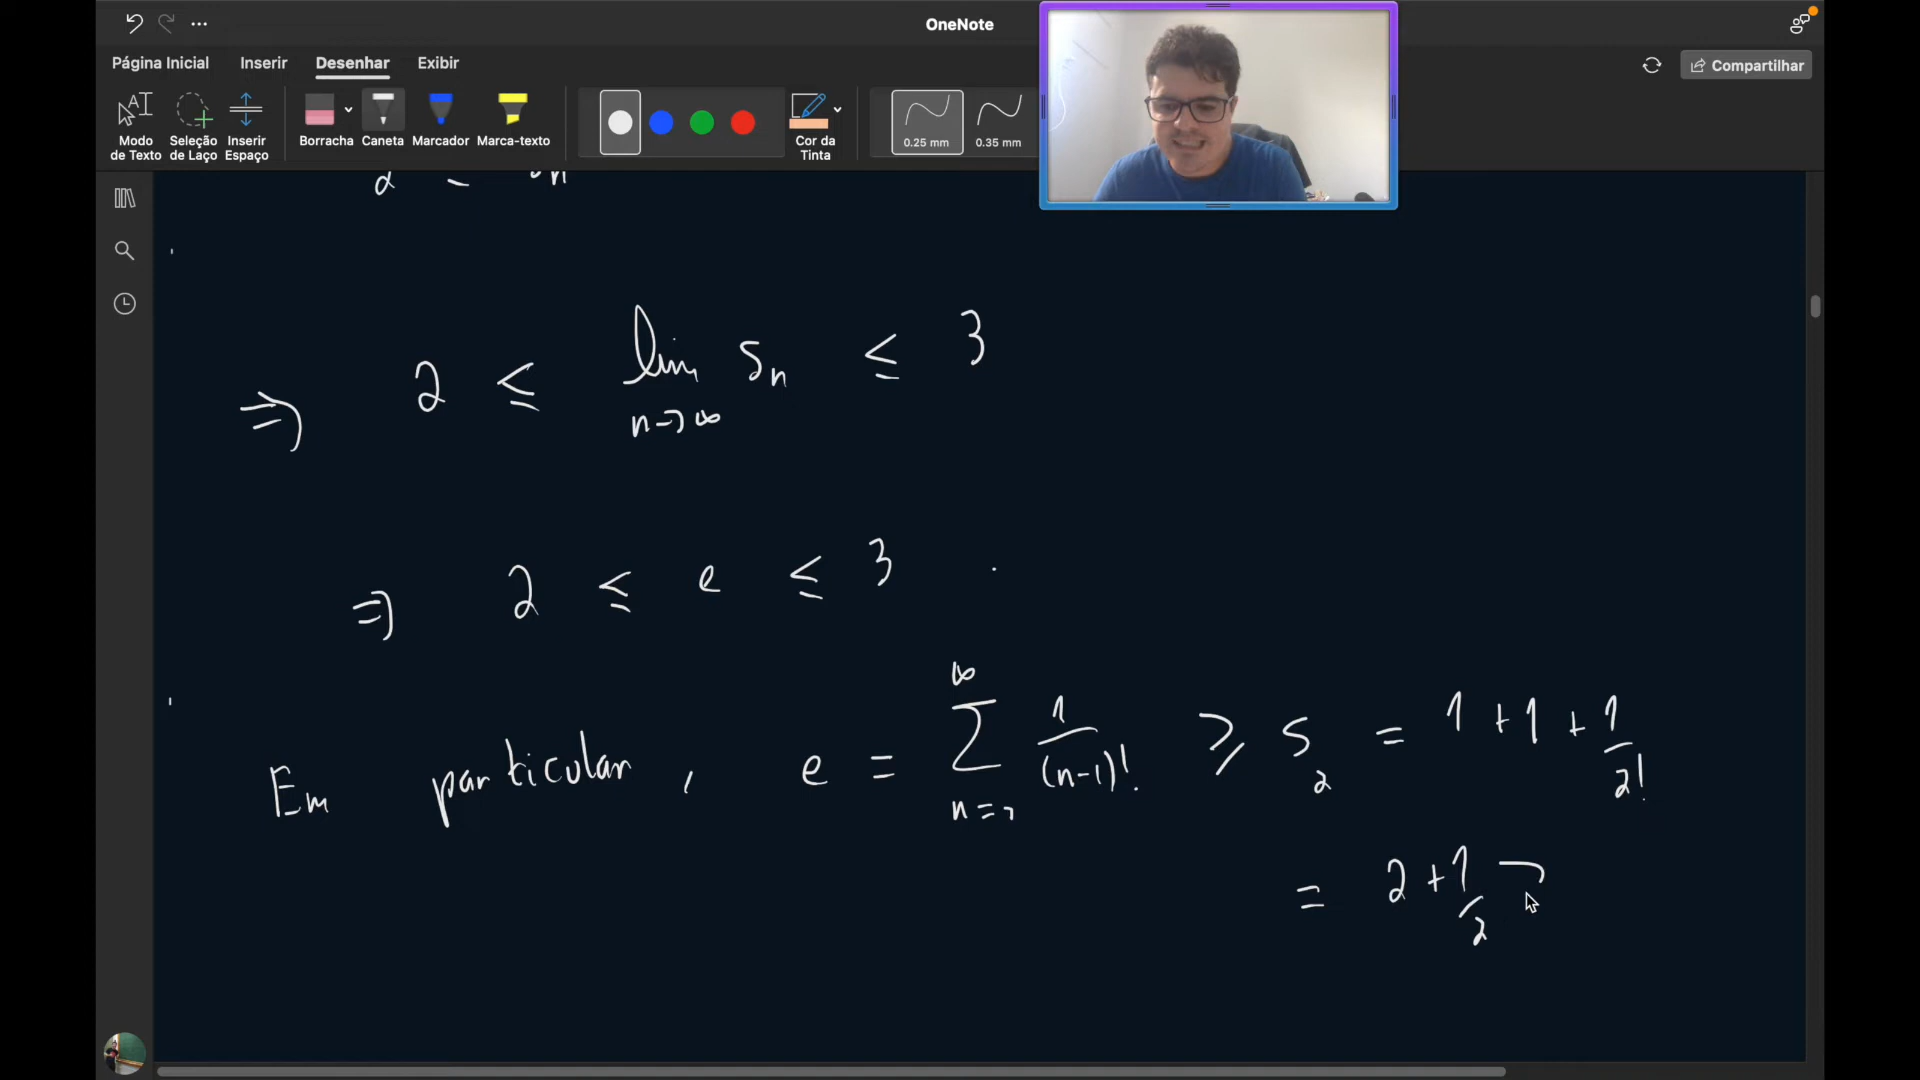 OneNote
Página Inicial Inserir Desenhar Exibir
Compartilhar
Modo de Texto
Seleção de Laço
Inserir Espaço
Borracha
Caneta
Marcador
Marca-texto
Cor da Tinta
0.25 mm
0.35 mm
⇒ 2 ≤ lim s_n ≤ 3
n→∞
⇒ 2 ≤ e ≤ 3 .
Em particular, e = ∑_{n=1}^{∞} 1/(n-1)! ≥ s_2 = 1 + 1 + 1/2!
= 2 + 1/2